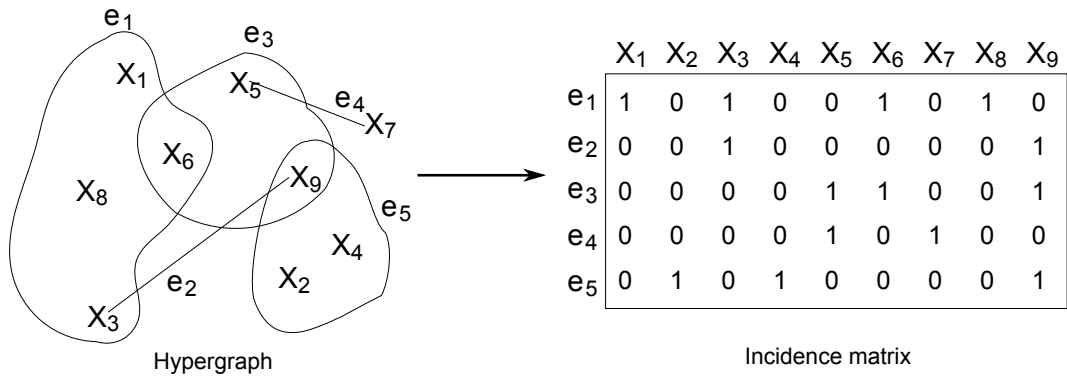 e1
X1
e3
X5
e4
X7
X6
X9
X8
e5
X4
X2
e2
X3
Hypergraph
X1 X2 X3 X4 X5 X6 X7 X8 X9
e1 1 0 1 0 0 1 0 1 0
e2 0 0 1 0 0 0 0 0 1
e3 0 0 0 0 1 1 0 0 1
e4 0 0 0 0 1 0 1 0 0
e5 0 1 0 1 0 0 0 0 1
Incidence matrix